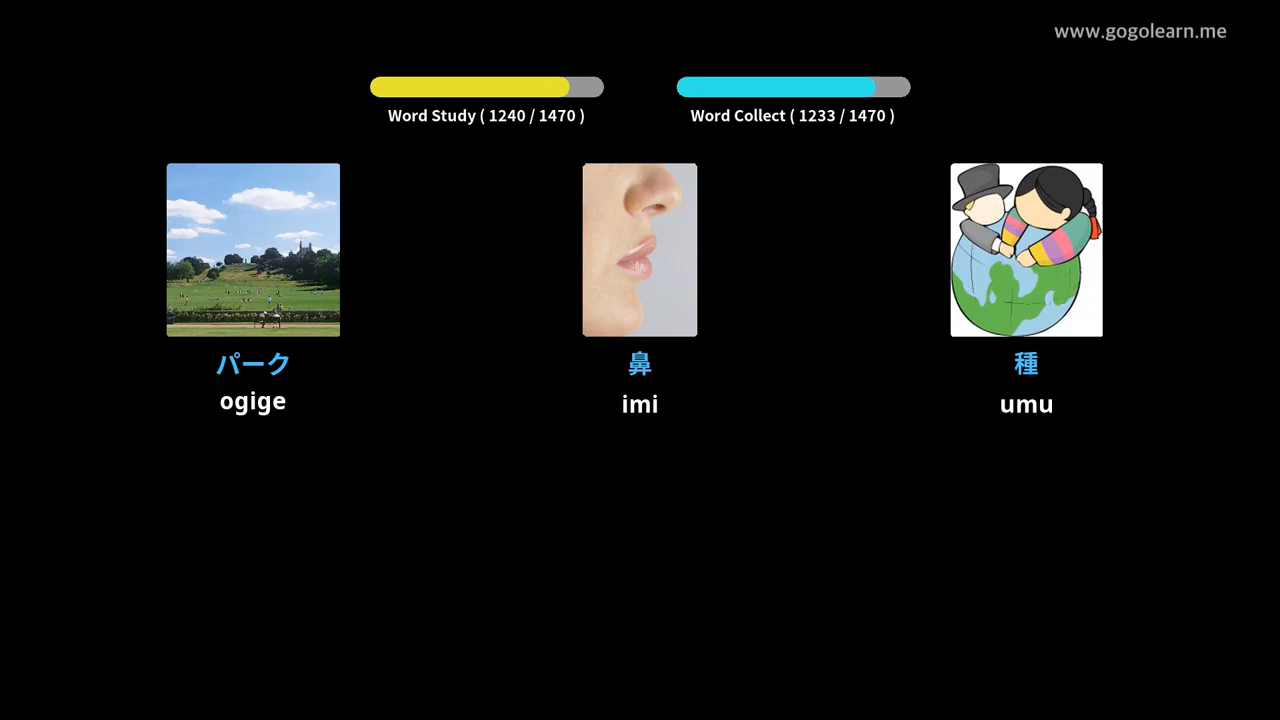 www.gogolearn.me
Word Study ( 1240 / 1470 )
Word Collect ( 1233 / 1470 )
パーク
ogige
鼻
imi
種
umu